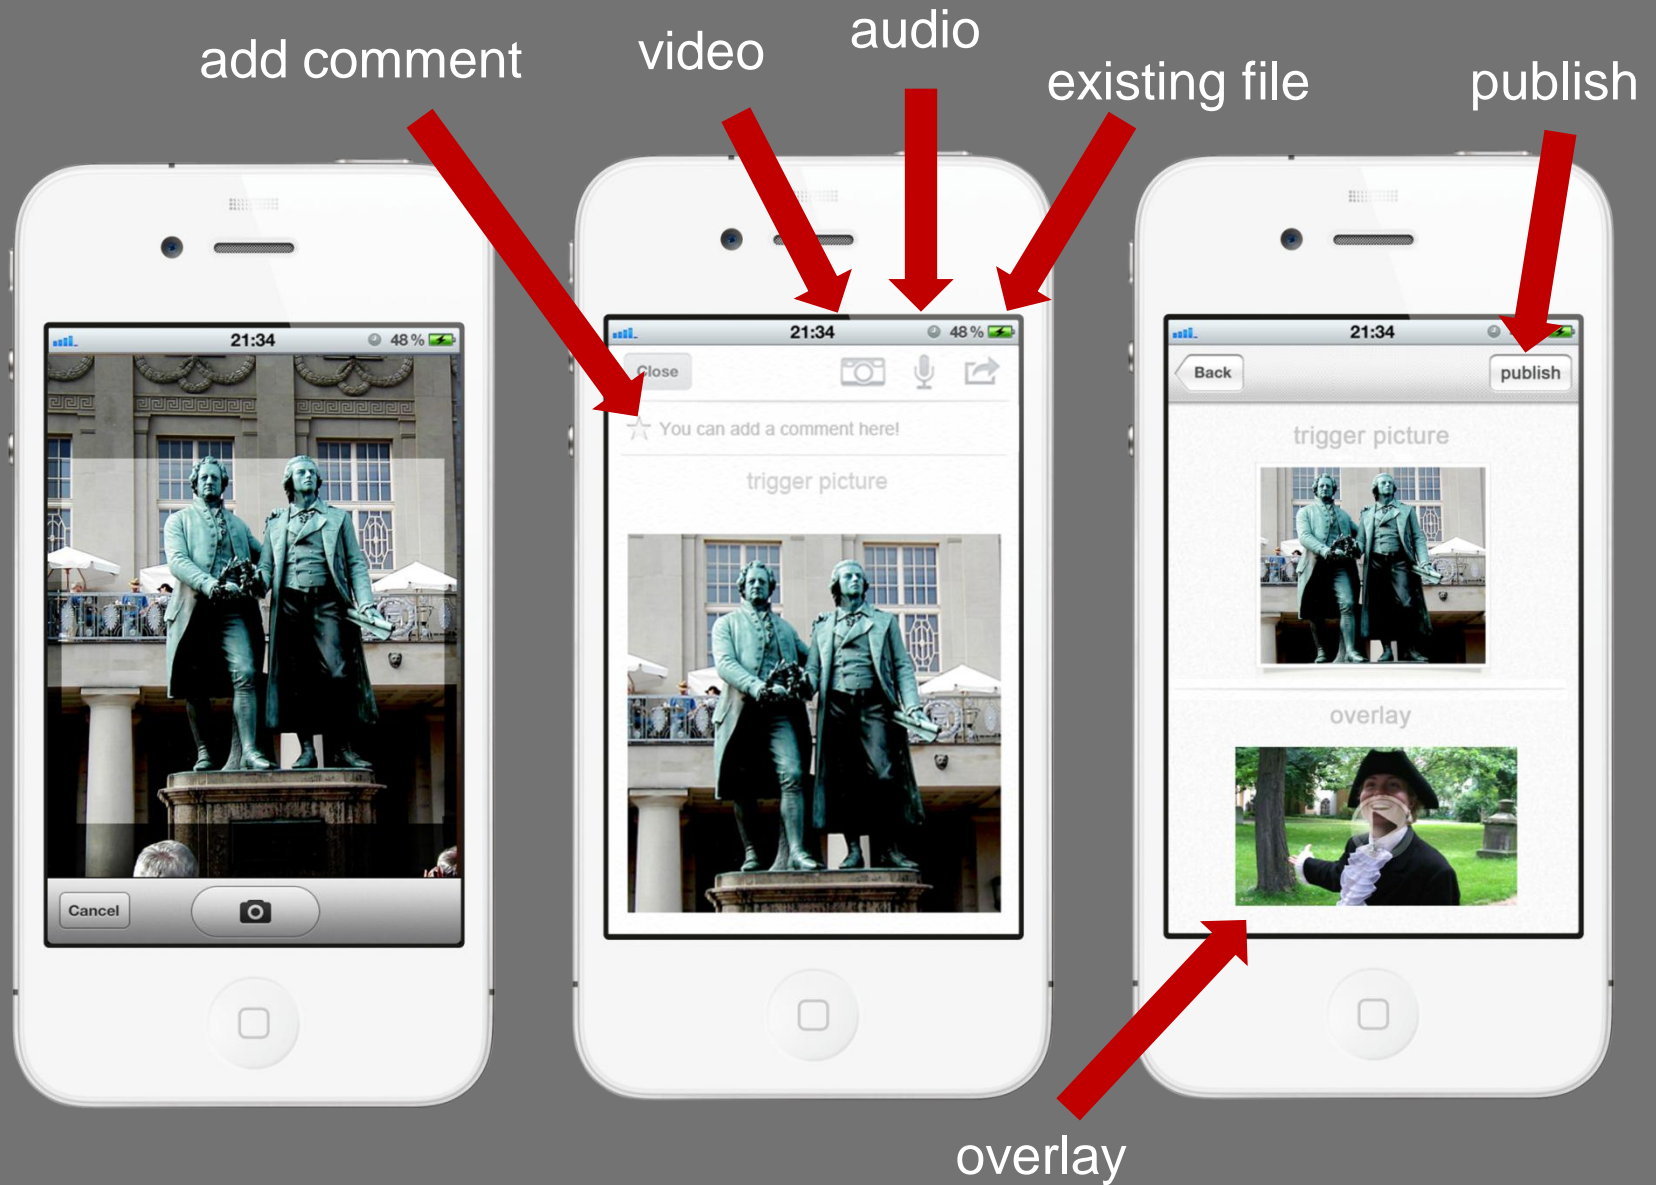 add comment
video
audio
existing file
publish
21:34
48 %
Cancel
21:34
48 %
Close
You can add a comment here!
trigger picture
21:34
Back
publish
trigger picture
overlay
overlay